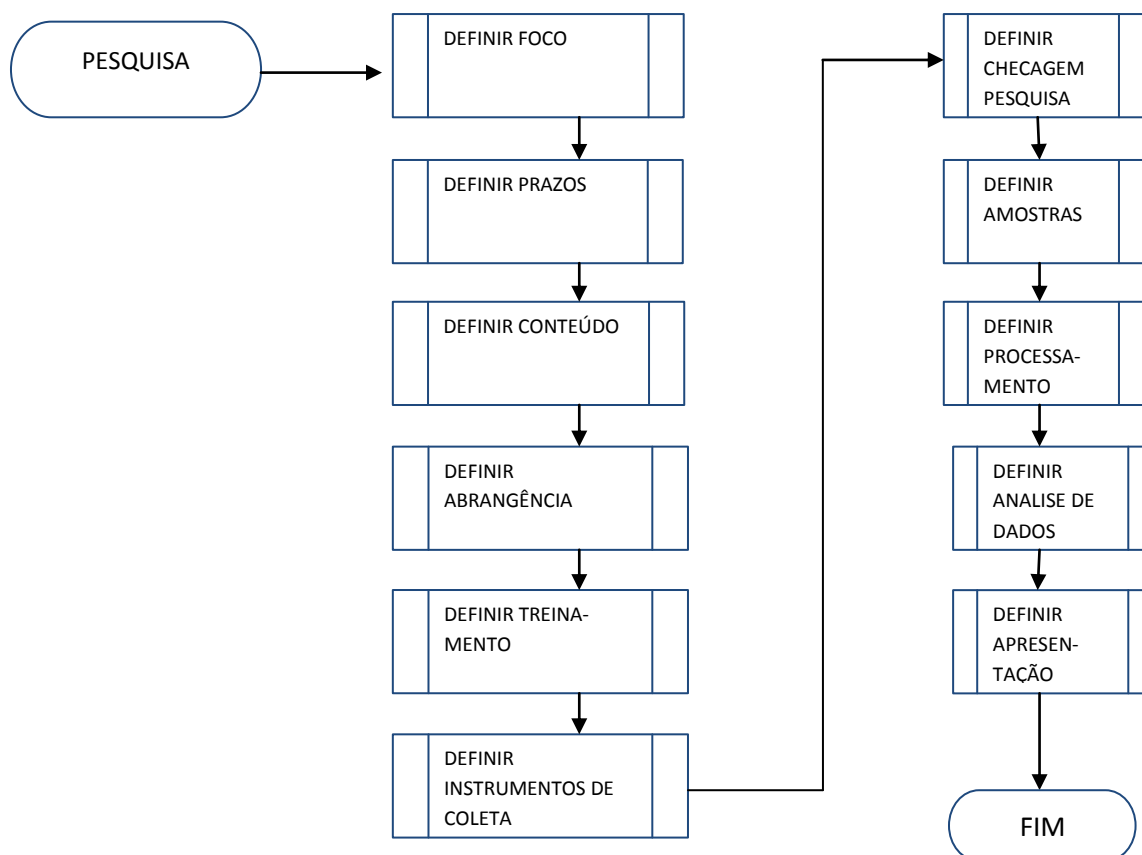 PESQUISA
DEFINIR FOCO
DEFINIR PRAZOS
DEFINIR CONTEÚDO
DEFINIR
ABRANGÊNCIA
DEFINIR TREINA-
MENTO
DEFINIR
INSTRUMENTOS DE
COLETA
DEFINIR
CHECAGEM
PESQUISA
DEFINIR
AMOSTRAS
DEFINIR
PROCESSA-
MENTO
DEFINIR
ANALISE DE
DADOS
DEFINIR
APRESEN-
TAÇÃO
FIM